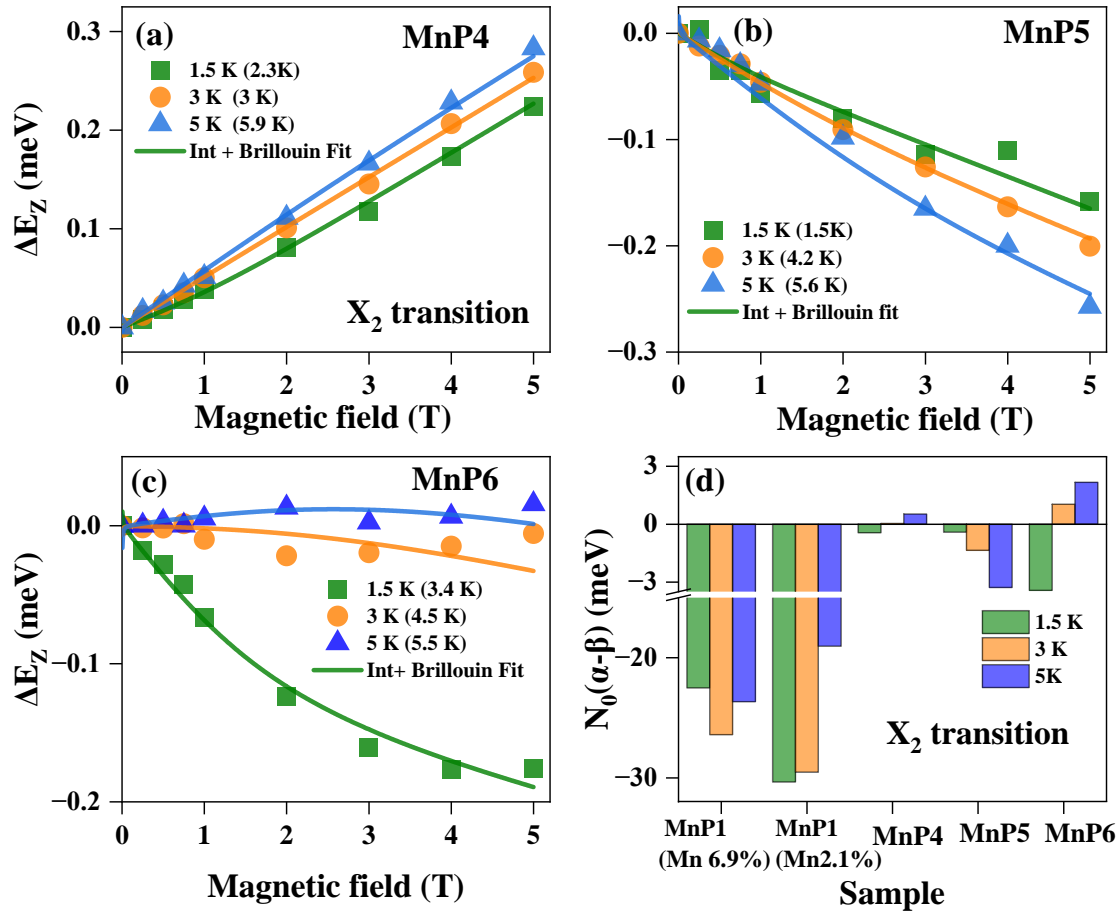 (a)
MnP4
1.5 K (2.3K)
3 K (3 K)
5 K (5.9 K)
Int + Brillouin Fit
X₂ transition
0.3
0.2
0.1
0.0
ΔE_Z (meV)
0 1 2 3 4 5
Magnetic field (T)
(b)
MnP5
1.5 K (1.5K)
3 K (4.2 K)
5 K (5.6 K)
Int + Brillouin fit
0.0
−0.1
−0.2
−0.3
0 1 2 3 4 5
Magnetic field (T)
(c)
MnP6
1.5 K (3.4 K)
3 K (4.5 K)
5 K (5.5 K)
Int+ Brillouin Fit
0.0
−0.1
−0.2
ΔE_Z (meV)
0 1 2 3 4 5
Magnetic field (T)
(d)
3
0
−3
−20
−30
N₀(α-β) (meV)
1.5 K
3 K
5K
X₂ transition
MnP1 MnP1 MnP4 MnP5 MnP6
(Mn 6.9%) (Mn2.1%)
Sample